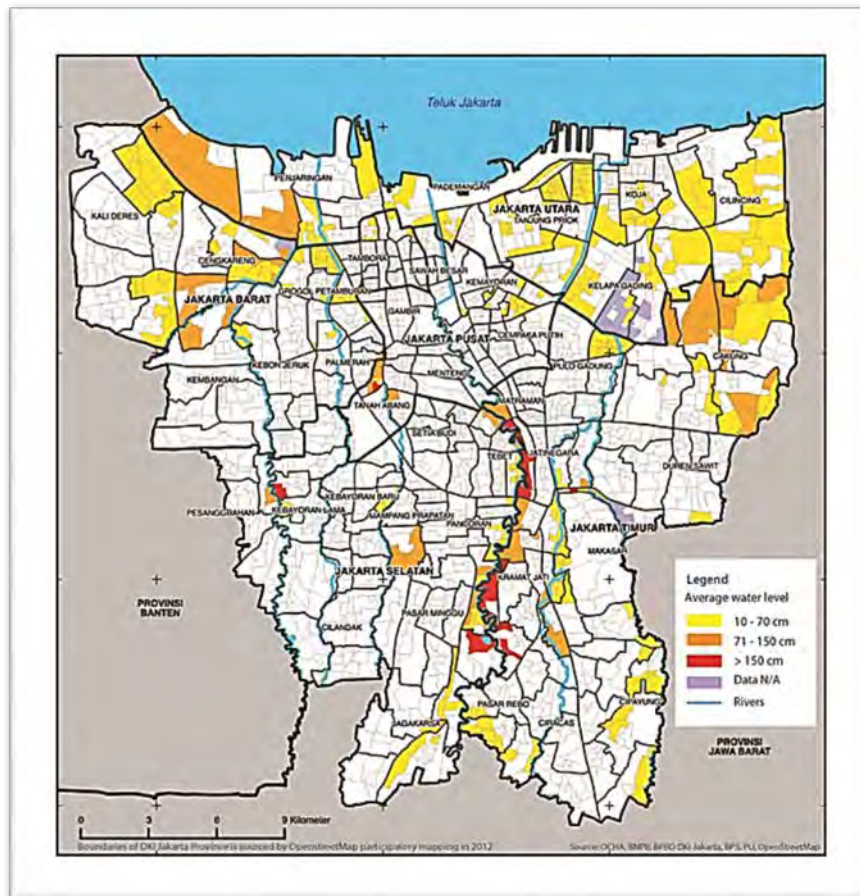 Teluk Jakarta
PENJARINGAN
PADEMANGAN
KOJA
CILINCING
KALI DERES
JAKARTA UTARA
TANJUNG PRIOK
CENGKARENG
TAMBORA
SAWAH BESAR
KEMAYORAN
KELAPA GADING
GROGOL PETAMBURAN
JAKARTA BARAT
GAMBIR
JAKARTA PUSAT
CEMPAKA PUTIH
CAKUNG
KEBON JERUK
PALMERAH
MENTENG
PULO GADUNG
KEMBANGAN
TANAH ABANG
MATRAMAN
SETIA BUDI
TEBET
JATINEGARA
DUREN SAWIT
KEBAYORAN BARU
PESANGGRAHAN
KEBAYORAN LAMA
MAMPANG PRAPATAN
PANCORAN
JAKARTA TIMUR
MAKASAR
JAKARTA SELATAN
KRAMAT JATI
PROVINSI
BANTEN
PASAR MINGGU
CILANDAK
PASAR REBO
CIPAYUNG
JAGAKARSA
CIRACAS
Legend
Average water level
10 - 70 cm
71 - 150 cm
> 150 cm
Data N/A
Rivers
PROVINSI
JAWA BARAT
0 3 6 9 Kilometer
Boundaries of DKI Jakarta Province is sourced by OpenstreetMap participatory mapping in 2012
Source: OCHA, BNPB, BPBD DKI Jakarta, BPS, PU, OpenStreetMap